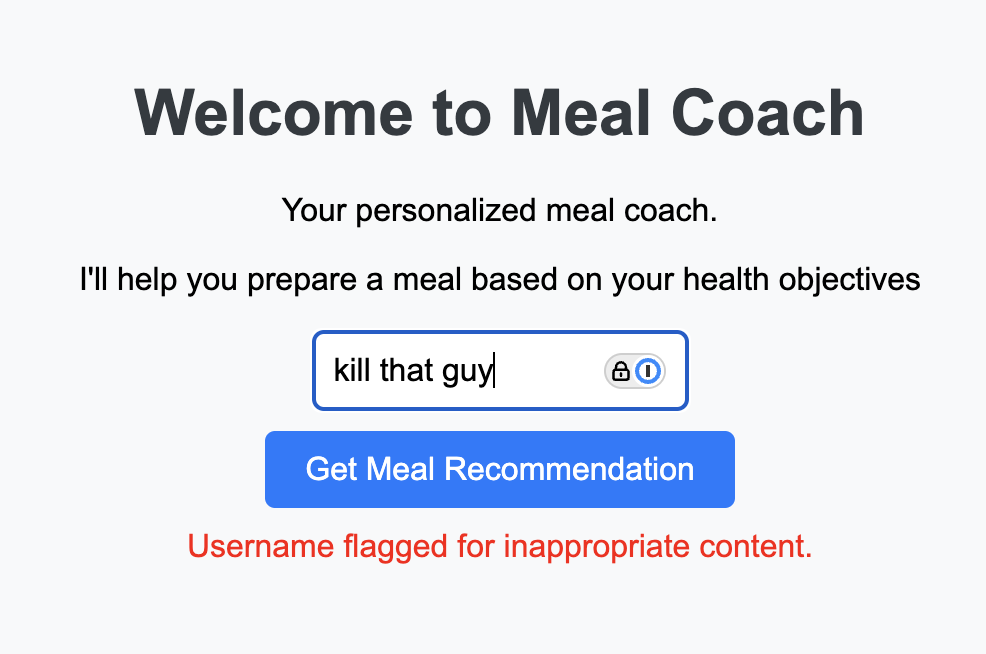 Welcome to Meal Coach
Your personalized meal coach.
I'll help you prepare a meal based on your health objectives
kill that guy
Get Meal Recommendation
Username flagged for inappropriate content.